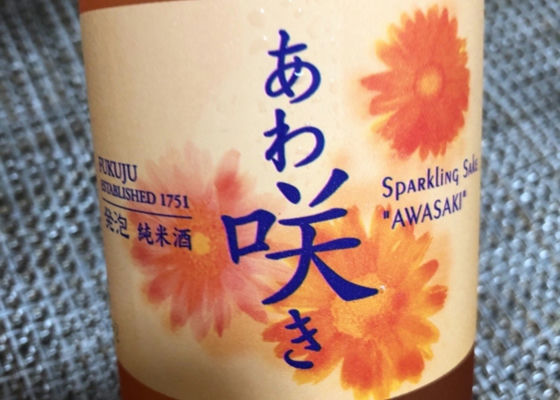 あわ咲き
Sparkling Sake
"AWASAKI"
FUKUJU
ESTABLISHED 1751
発泡 純米酒